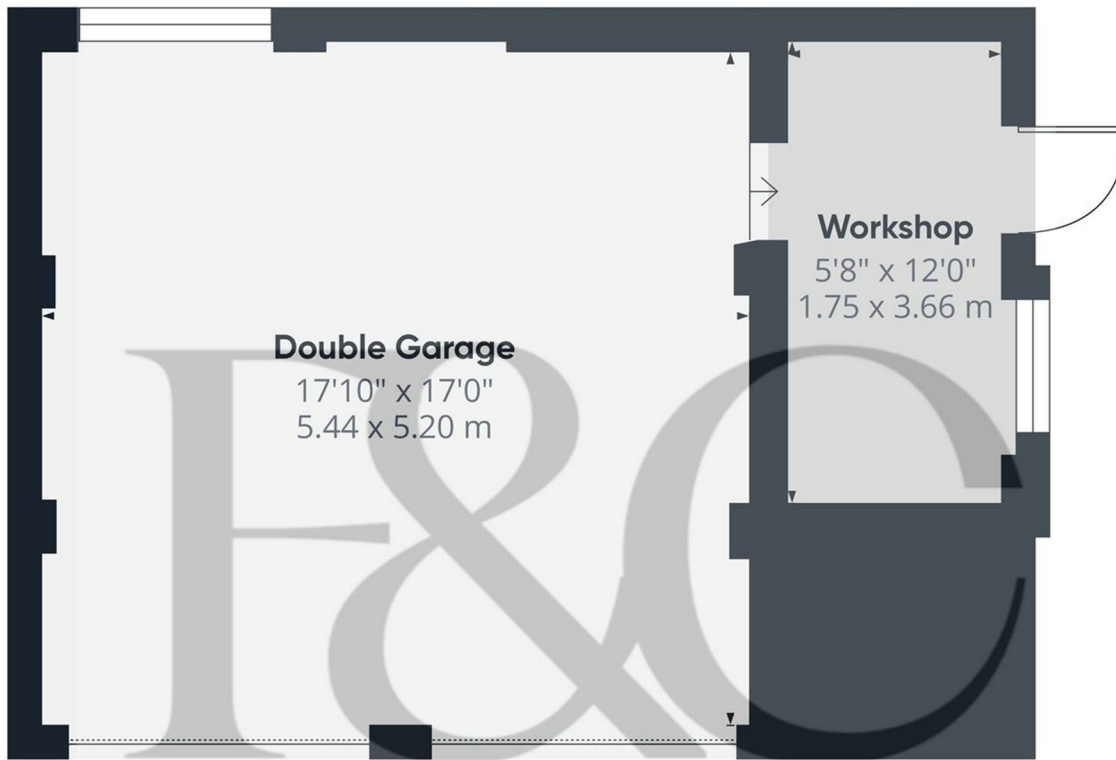 Workshop
5'8" x 12'0"
1.75 x 3.66 m
Double Garage
17'10" x 17'0"
5.44 x 5.20 m
F&C